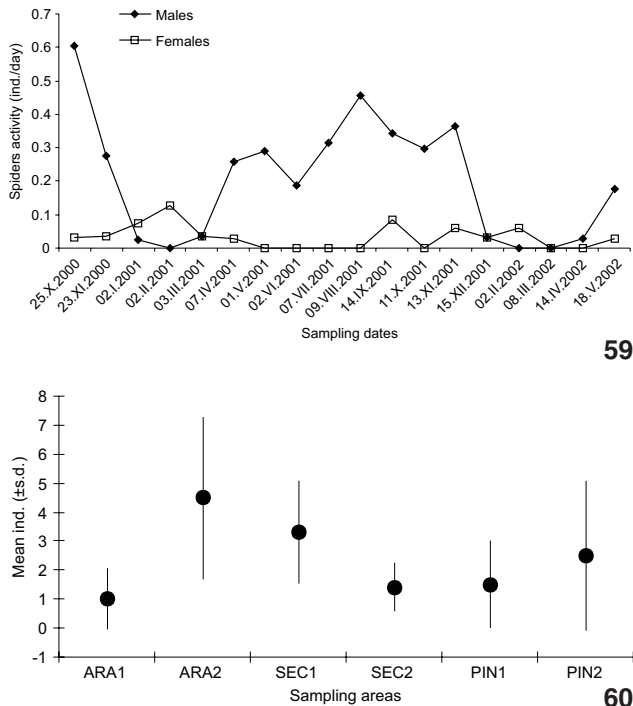 Males
Females
Spiders activity (ind./day)
0.7
0.6
0.5
0.4
0.3
0.2
0.1
0
25.X.2000
23.XI.2000
02.I.2001
02.II.2001
03.III.2001
07.IV.2001
01.V.2001
02.VI.2001
07.VII.2001
09.VIII.2001
14.IX.2001
11.X.2001
13.XI.2001
15.XII.2001
02.II.2002
08.III.2002
14.IV.2002
18.V.2002
Sampling dates
59
Mean ind. (±s.d.)
8
7
6
5
4
3
2
1
0
-1
ARA1 ARA2 SEC1 SEC2 PIN1 PIN2
Sampling areas
60